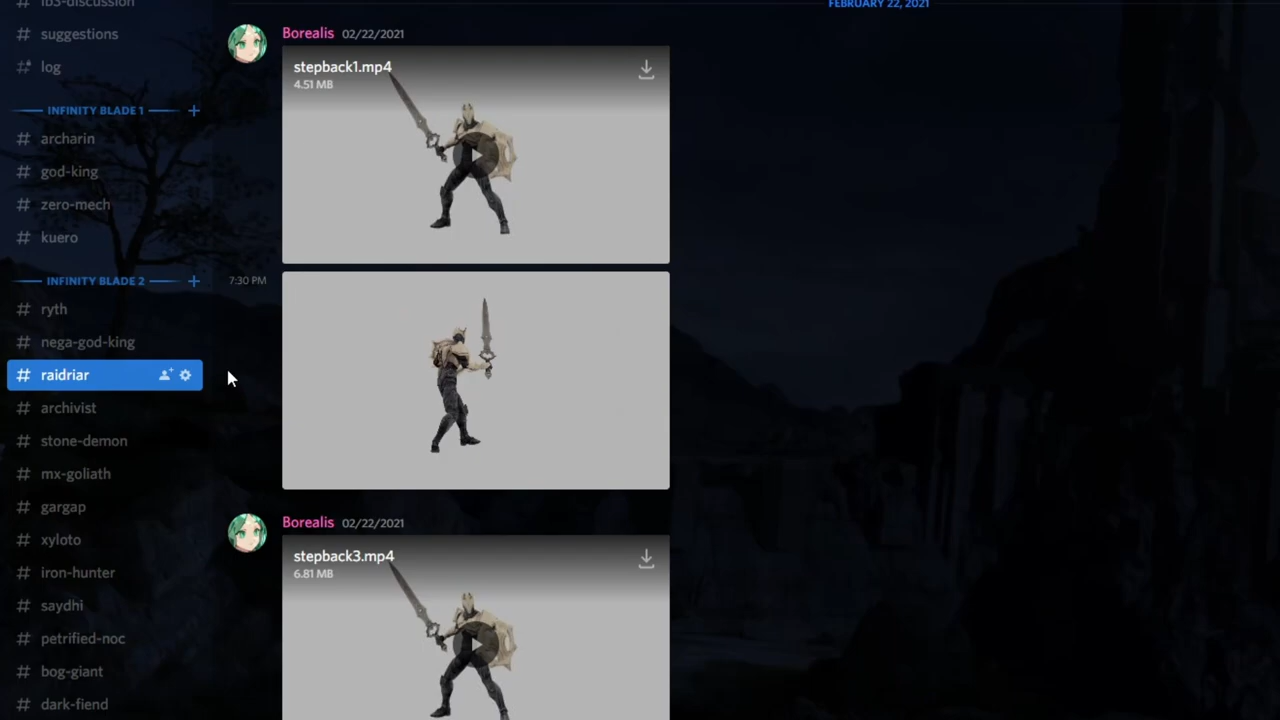 # ib3-discussion
# suggestions
# log
INFINITY BLADE 1 +
# archarin
# god-king
# zero-mech
# kuero
INFINITY BLADE 2 +
# ryth
# nega-god-king
# raidriar
# archivist
# stone-demon
# mx-goliath
# gargap
# xyloto
# iron-hunter
# saydhi
# petrified-noc
# bog-giant
# dark-fiend
FEBRUARY 22, 2021
Borealis 02/22/2021
stepback1.mp4
4.51 MB
7:30 PM
Borealis 02/22/2021
stepback3.mp4
6.81 MB